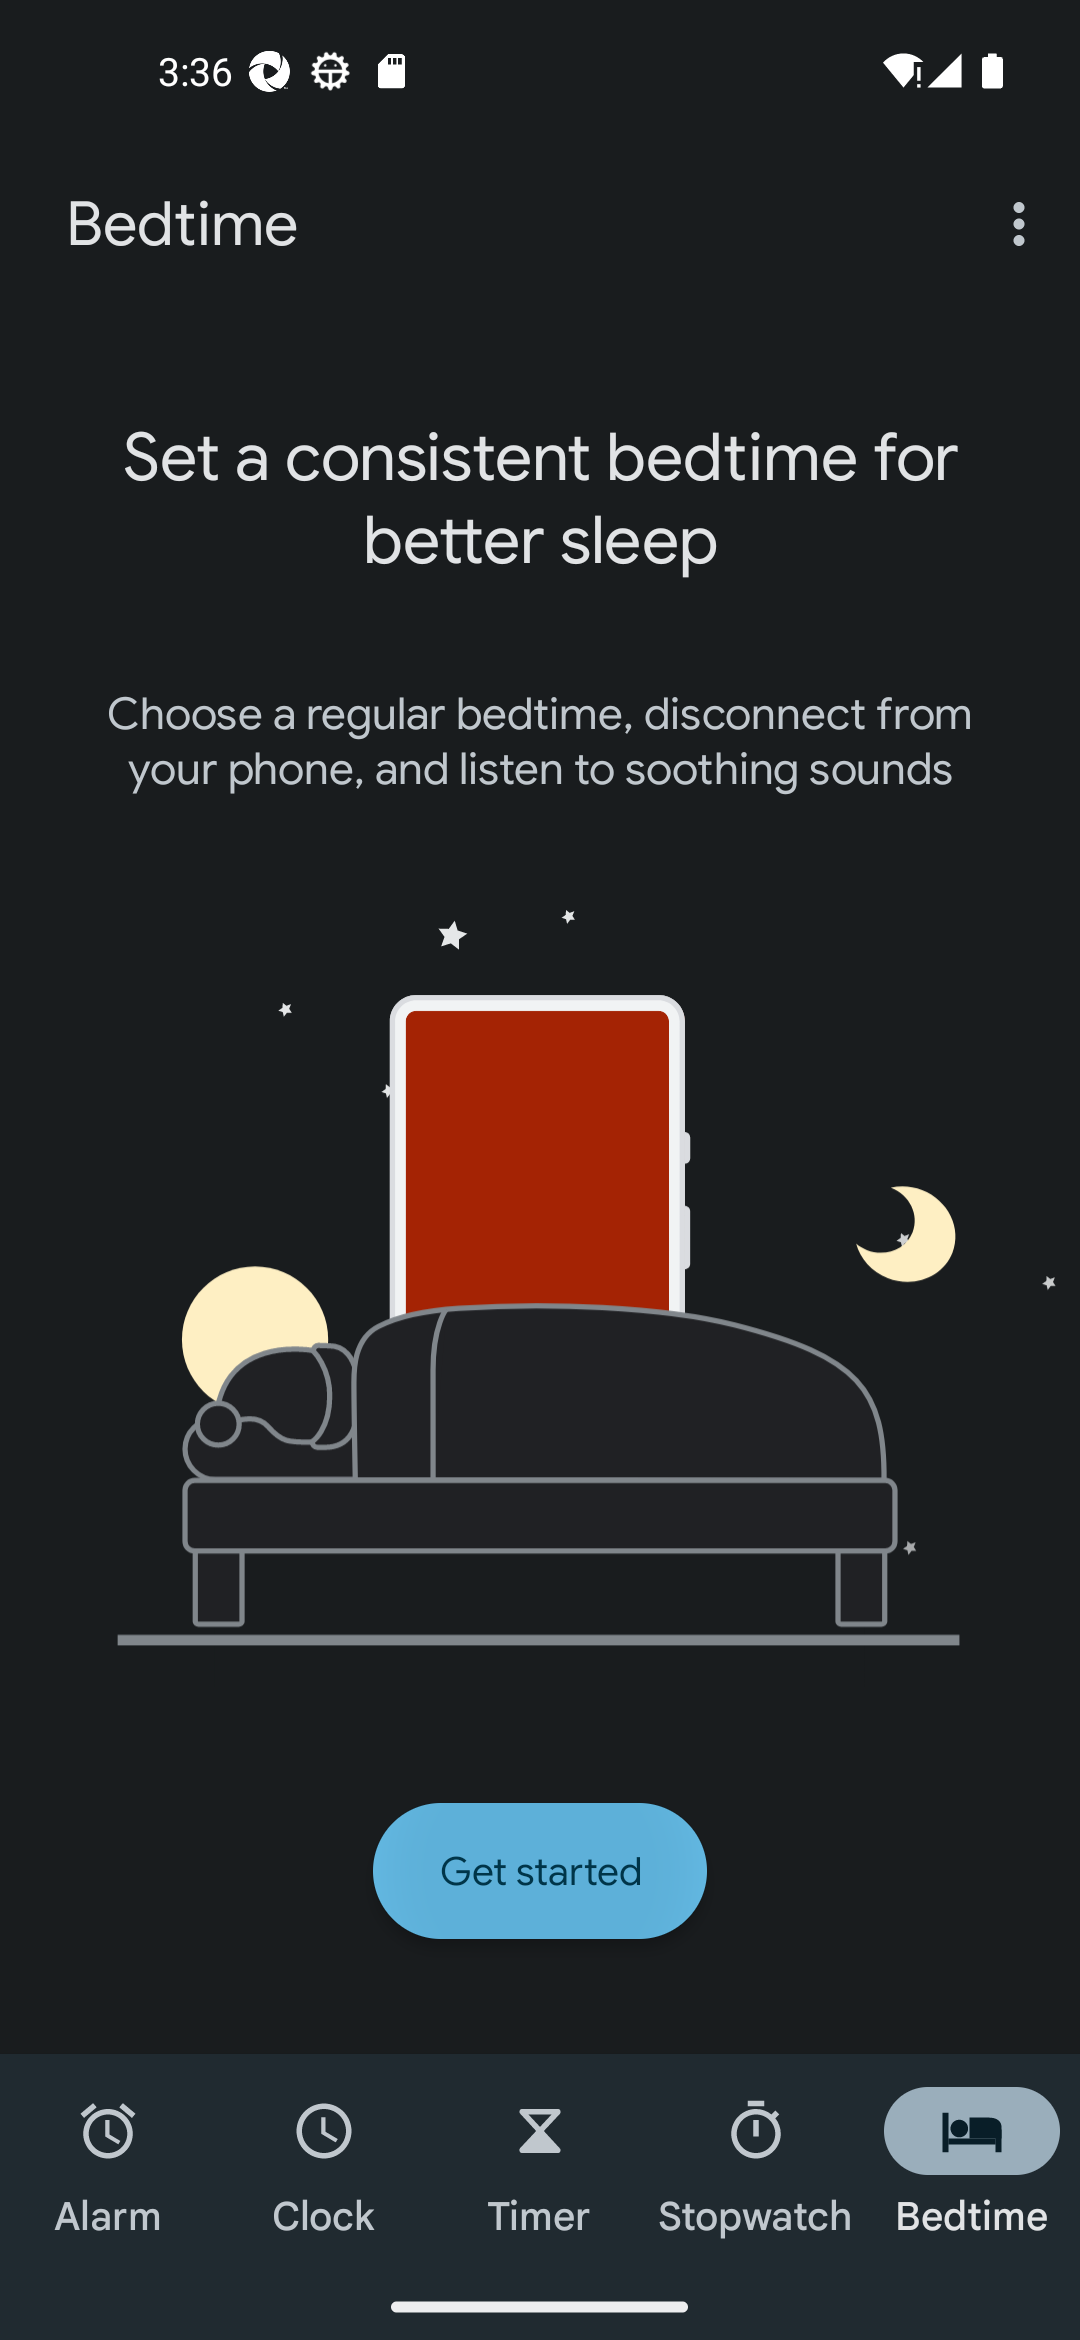 3:36
Bedtime
Set a consistent bedtime for
better sleep
Choose a regular bedtime, disconnect from
your phone, and listen to soothing sounds
Get started
Alarm
Clock
Timer
Stopwatch
Bedtime